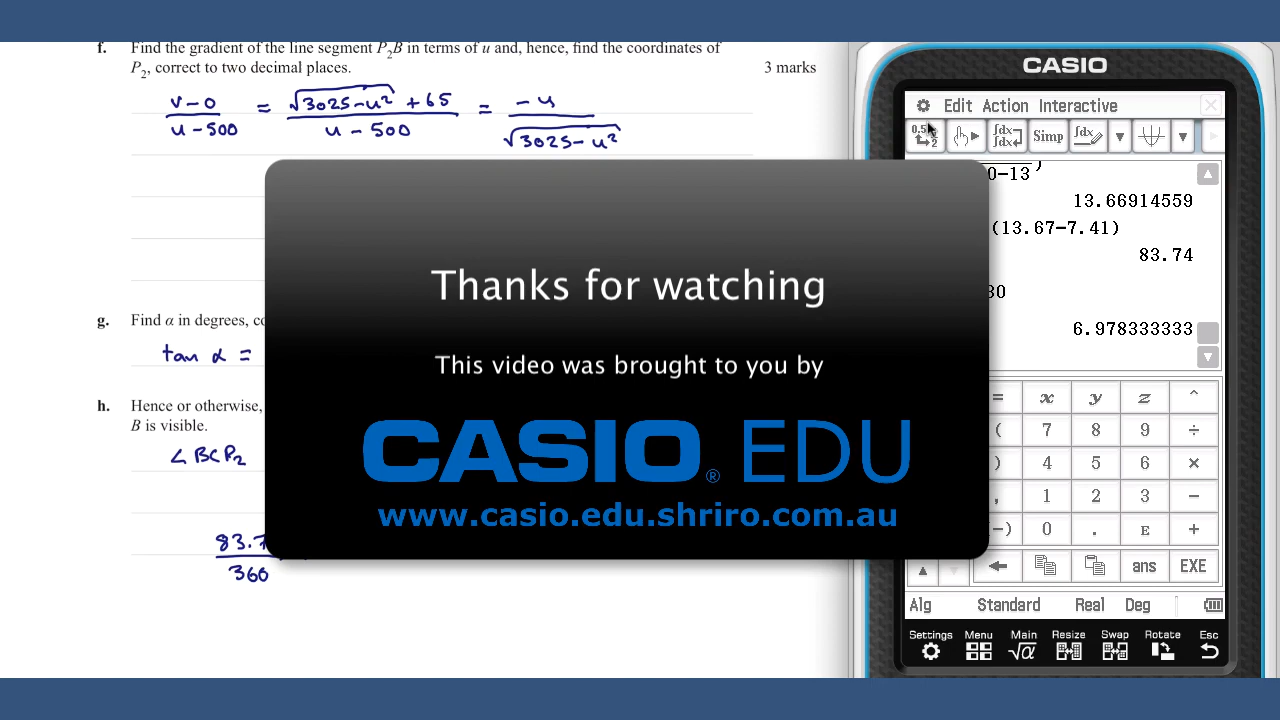 f. Find the gradient of the line segment P₂B in terms of u and, hence, find the coordinates of
P₂, correct to two decimal places. 3 marks
v-0 / u-500 = √(3025-u²) + 65 / u-500 = -u / √(3025-u²)
g. Find α in degrees, co
tan α =
h. Hence or otherwise,
B is visible.
∠BCP₂
83.7
360
Thanks for watching
This video was brought to you by
CASIO® EDU
www.casio.edu.shriro.com.au
CASIO
Edit Action Interactive
Simp
0-13
13.66914559
(13.67-7.41)
83.74
30
6.978333333
= x y z ^
( 7 8 9 ÷
) 4 5 6 ×
, 1 2 3 −
(−) 0 . E +
ans EXE
Alg Standard Real Deg
Settings Menu Main Resize Swap Rotate Esc
√α